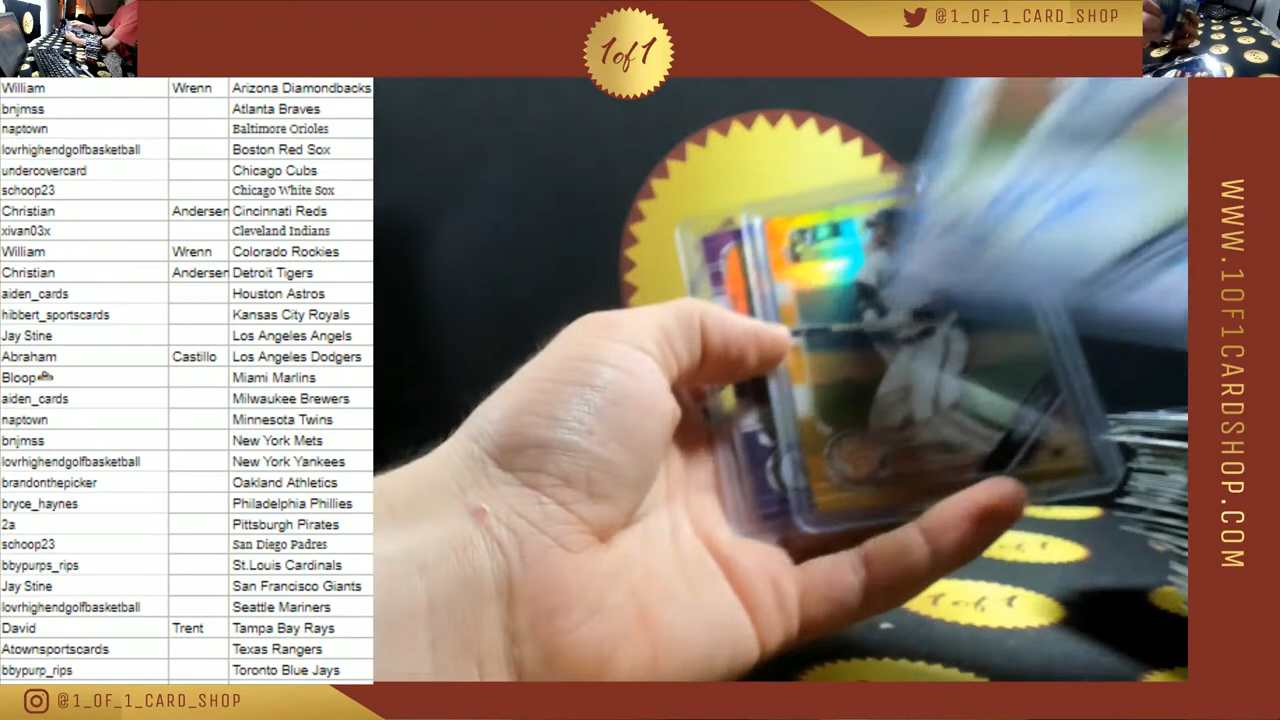 @1_OF_1_CARD_SHOP
1of1
William Wrenn Arizona Diamondbacks
bnjmss Atlanta Braves
naptown Baltimore Orioles
lovrhighendgolfbasketball Boston Red Sox
undercovercard Chicago Cubs
schoop23 Chicago White Sox
Christian Andersen Cincinnati Reds
xivan03x Cleveland Indians
William Wrenn Colorado Rockies
Christian Andersen Detroit Tigers
aiden_cards Houston Astros
hibbert_sportscards Kansas City Royals
Jay Stine Los Angeles Angels
Abraham Castillo Los Angeles Dodgers
Bloop Miami Marlins
aiden_cards Milwaukee Brewers
naptown Minnesota Twins
bnjmss New York Mets
lovrhighendgolfbasketball New York Yankees
brandonthepicker Oakland Athletics
bryce_haynes Philadelphia Phillies
2a Pittsburgh Pirates
schoop23 San Diego Padres
bbypurps_rips St.Louis Cardinals
Jay Stine San Francisco Giants
lovrhighendgolfbasketball Seattle Mariners
David Trent Tampa Bay Rays
Atownsportscards Texas Rangers
bbypurp_rips Toronto Blue Jays
1 of 1
WWW.1OF1CARDSHOP.COM
@1_OF_1_CARD_SHOP